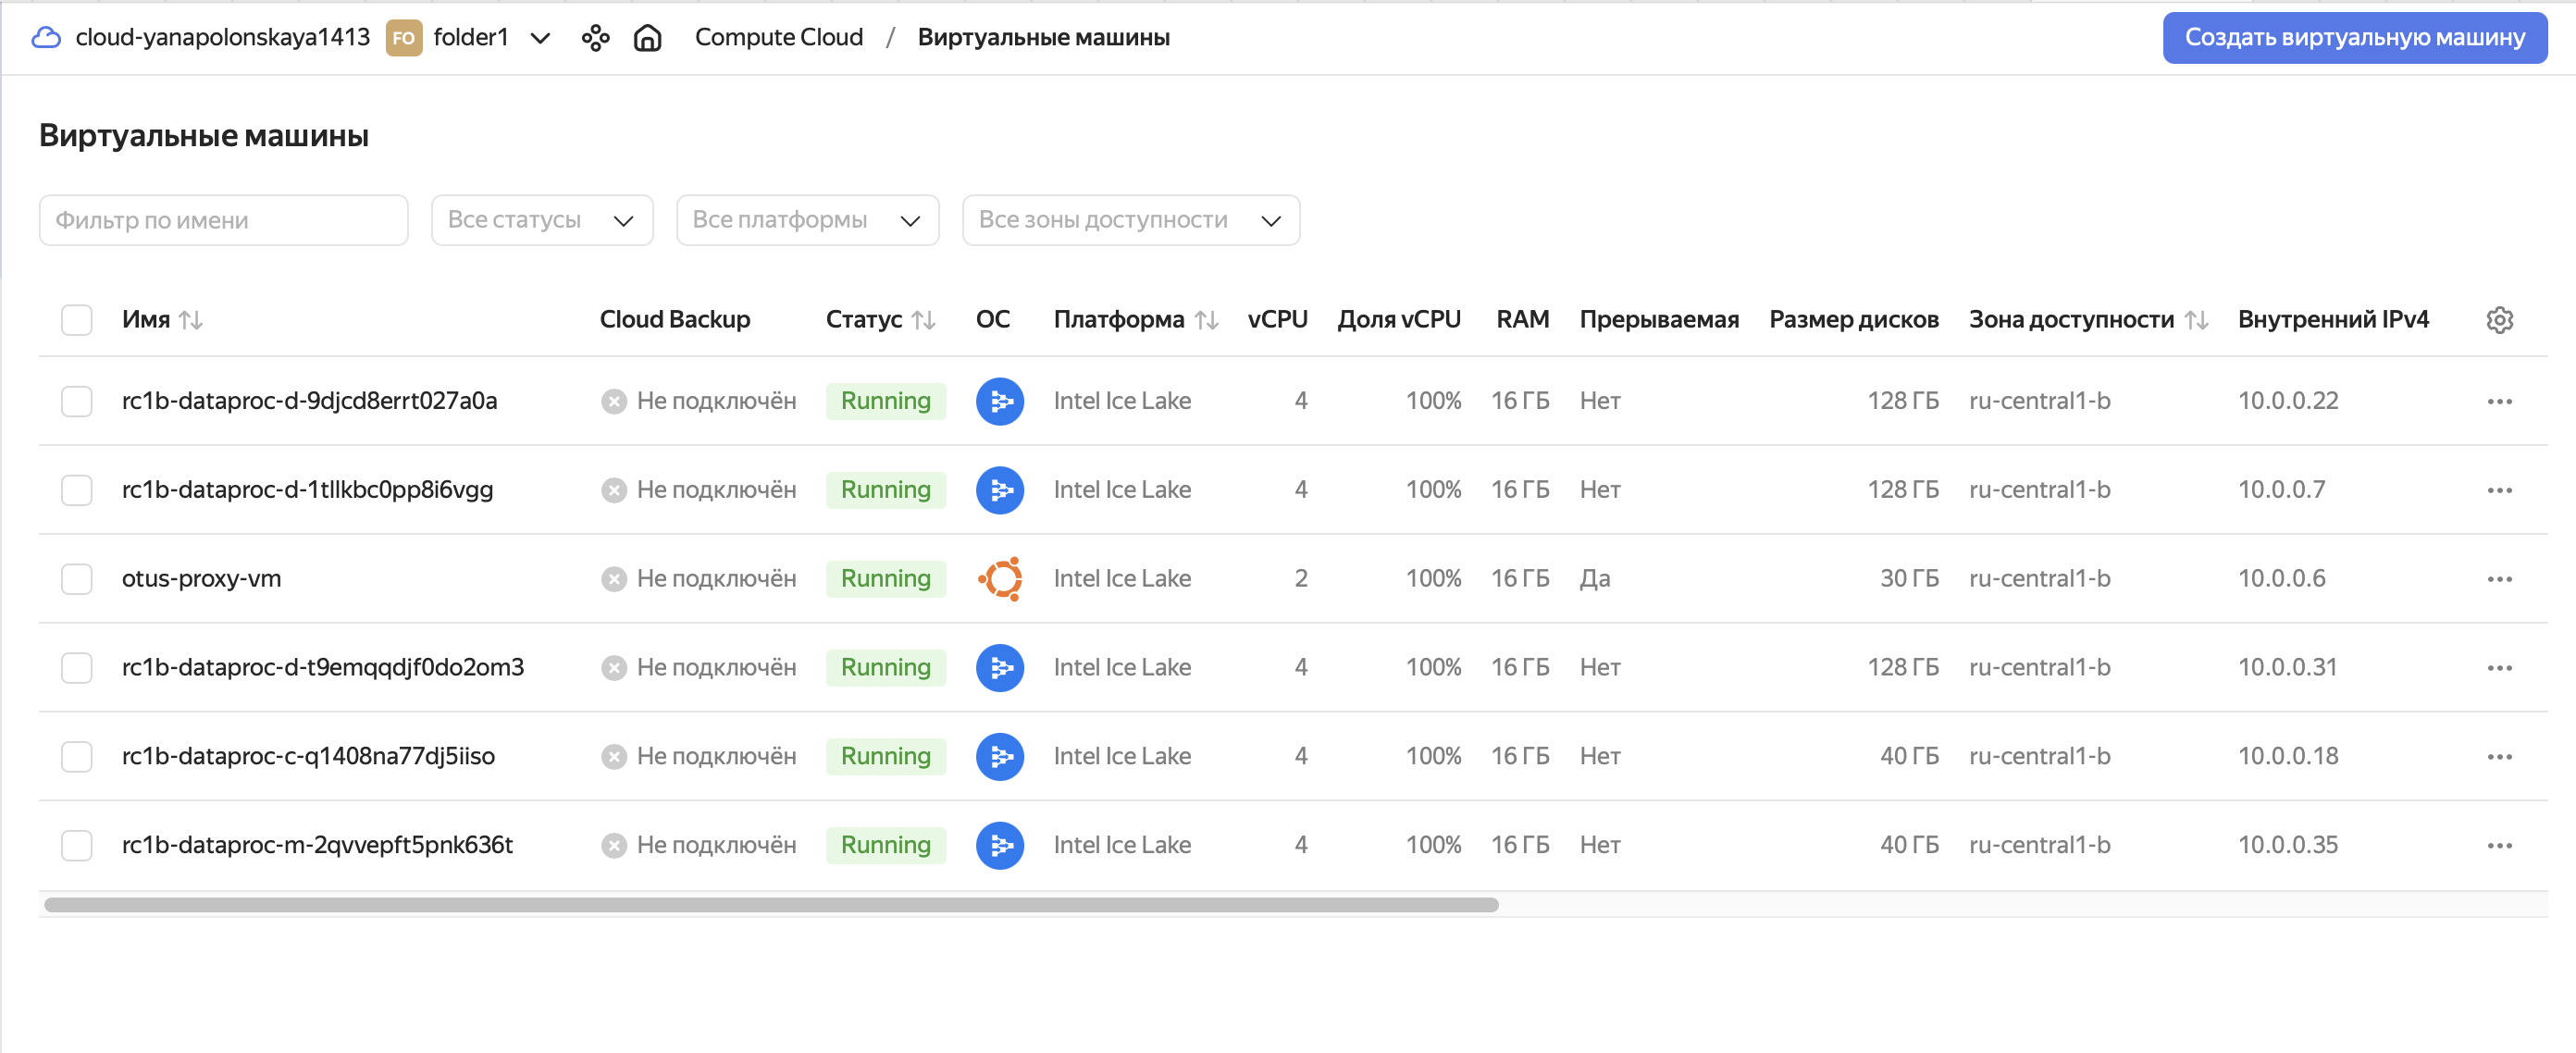 cloud-yanapolonskaya1413 FO folder1 Compute Cloud / Виртуальные машины Создать виртуальную машину
Виртуальные машины
Фильтр по имени Все статусы Все платформы Все зоны доступности
Имя Cloud Backup Статус ОС Платформа vCPU Доля vCPU RAM Прерываемая Размер дисков Зона доступности Внутренний IPv4
rc1b-dataproc-d-9djcd8errt027a0a Не подключён Running Intel Ice Lake 4 100% 16 ГБ Нет 128 ГБ ru-central1-b 10.0.0.22
rc1b-dataproc-d-1tllkbc0pp8i6vgg Не подключён Running Intel Ice Lake 4 100% 16 ГБ Нет 128 ГБ ru-central1-b 10.0.0.7
otus-proxy-vm Не подключён Running Intel Ice Lake 2 100% 16 ГБ Да 30 ГБ ru-central1-b 10.0.0.6
rc1b-dataproc-d-t9emqqdjf0do2om3 Не подключён Running Intel Ice Lake 4 100% 16 ГБ Нет 128 ГБ ru-central1-b 10.0.0.31
rc1b-dataproc-c-q1408na77dj5iiso Не подключён Running Intel Ice Lake 4 100% 16 ГБ Нет 40 ГБ ru-central1-b 10.0.0.18
rc1b-dataproc-m-2qvvepft5pnk636t Не подключён Running Intel Ice Lake 4 100% 16 ГБ Нет 40 ГБ ru-central1-b 10.0.0.35